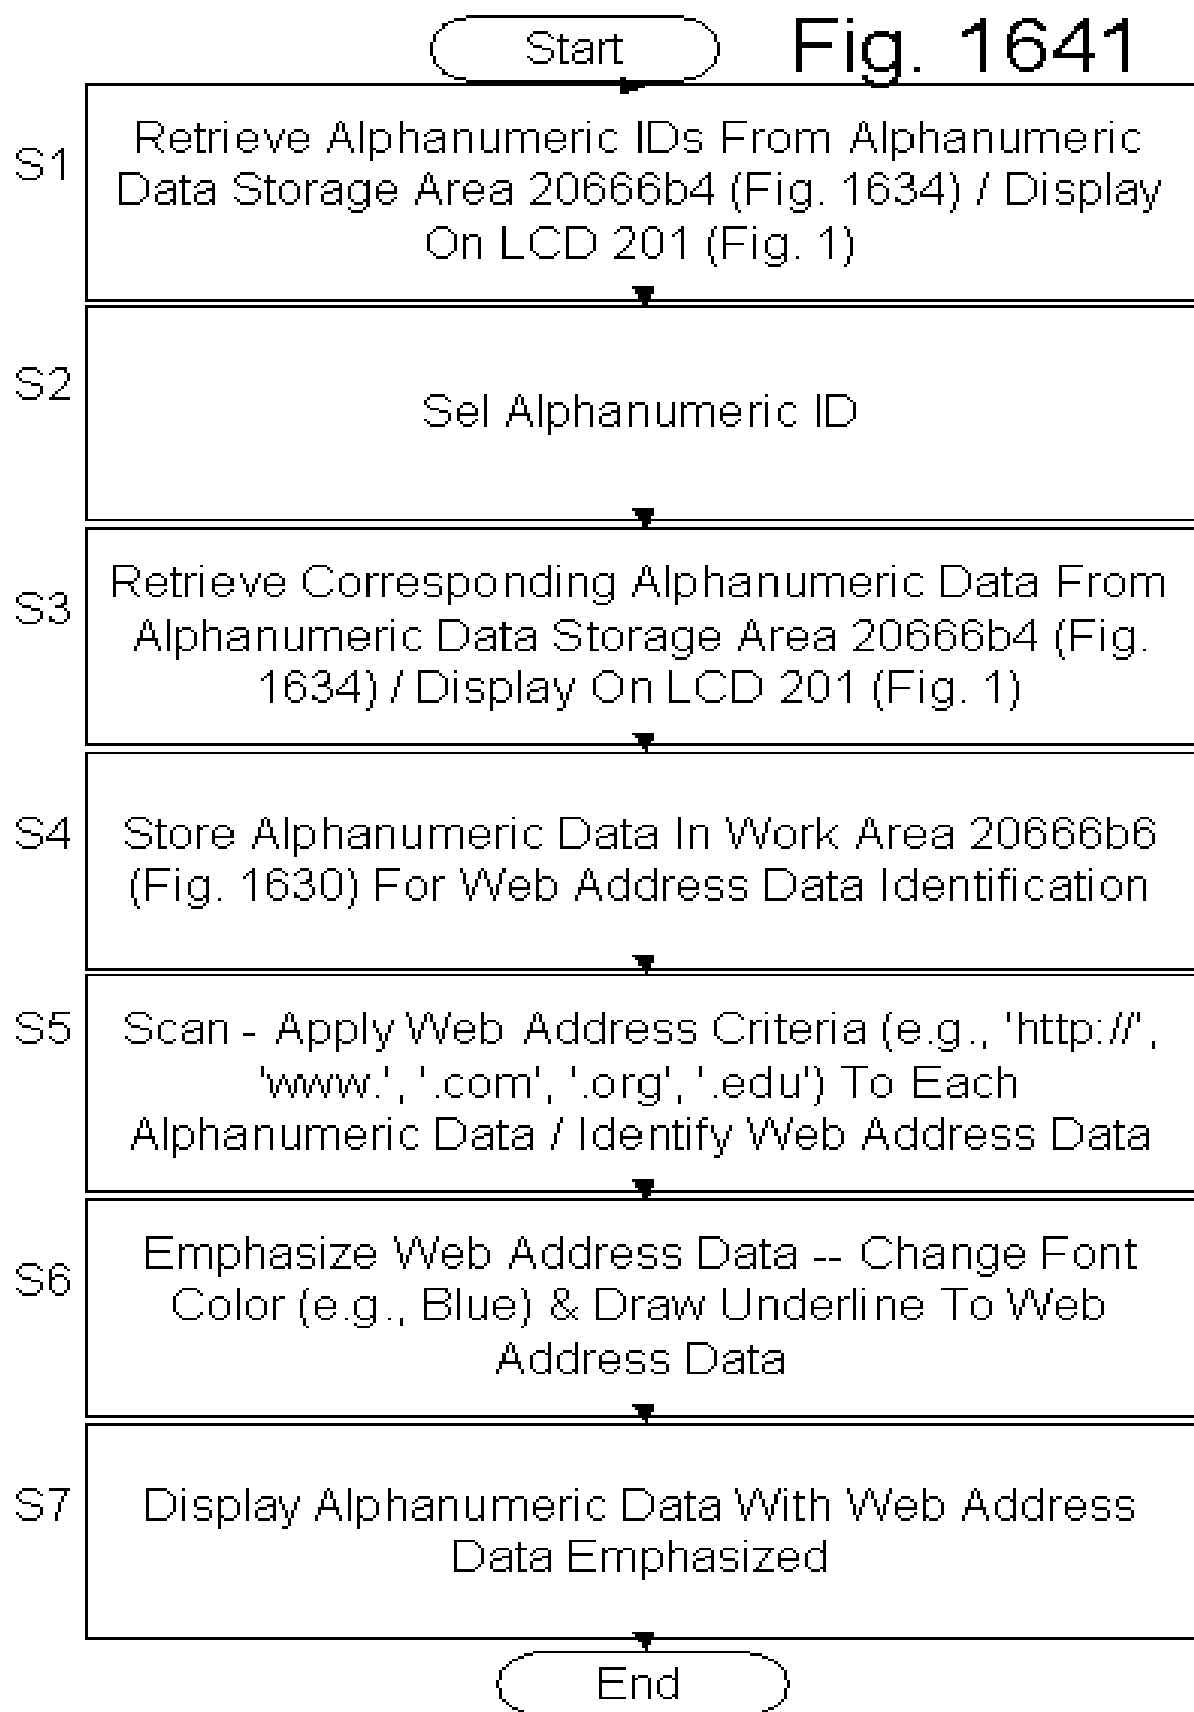 Start
Fig. 1641
S1
Retrieve Alphanumeric IDs From Alphanumeric
Data Storage Area 20666b4 (Fig. 1634) / Display
On LCD 201 (Fig. 1)
S2
Sel Alphanumeric ID
S3
Retrieve Corresponding Alphanumeric Data From
Alphanumeric Data Storage Area 20666b4 (Fig.
1634) / Display On LCD 201 (Fig. 1)
S4
Store Alphanumeric Data In Work Area 20666b6
(Fig. 1630) For Web Address Data Identification
S5
Scan - Apply Web Address Criteria (e.g., 'http://',
'www.', '.com', '.org', '.edu') To Each
Alphanumeric Data / Identify Web Address Data
S6
Emphasize Web Address Data -- Change Font
Color (e.g., Blue) & Draw Underline To Web
Address Data
S7
Display Alphanumeric Data With Web Address
Data Emphasized
End